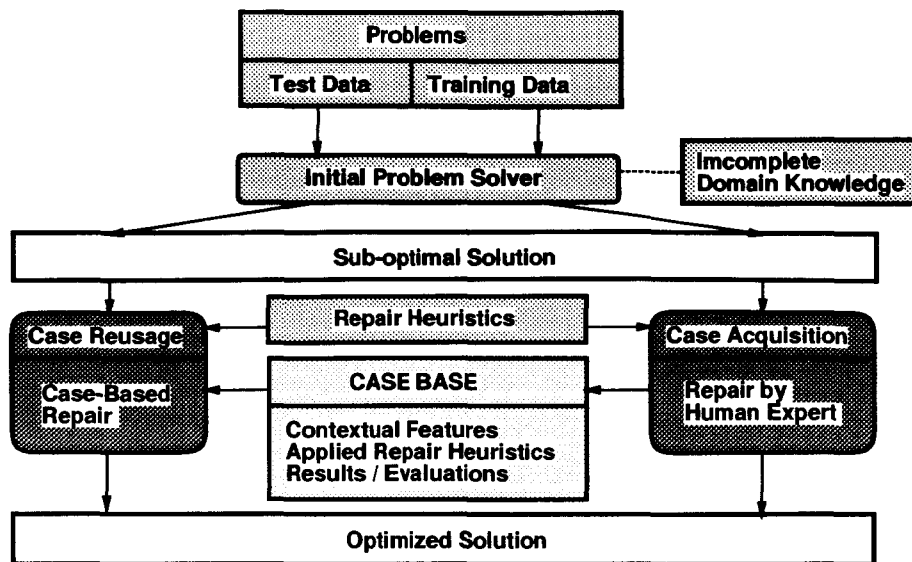 Problems
Test Data
Training Data
Initial Problem Solver
Imcomplete
Domain Knowledge
Sub-optimal Solution
Case Reusage
Repair Heuristics
Case Acquisition
Case-Based
Repair
CASE BASE
Contextual Features
Applied Repair Heuristics
Results / Evaluations
Repair by
Human Expert
Optimized Solution